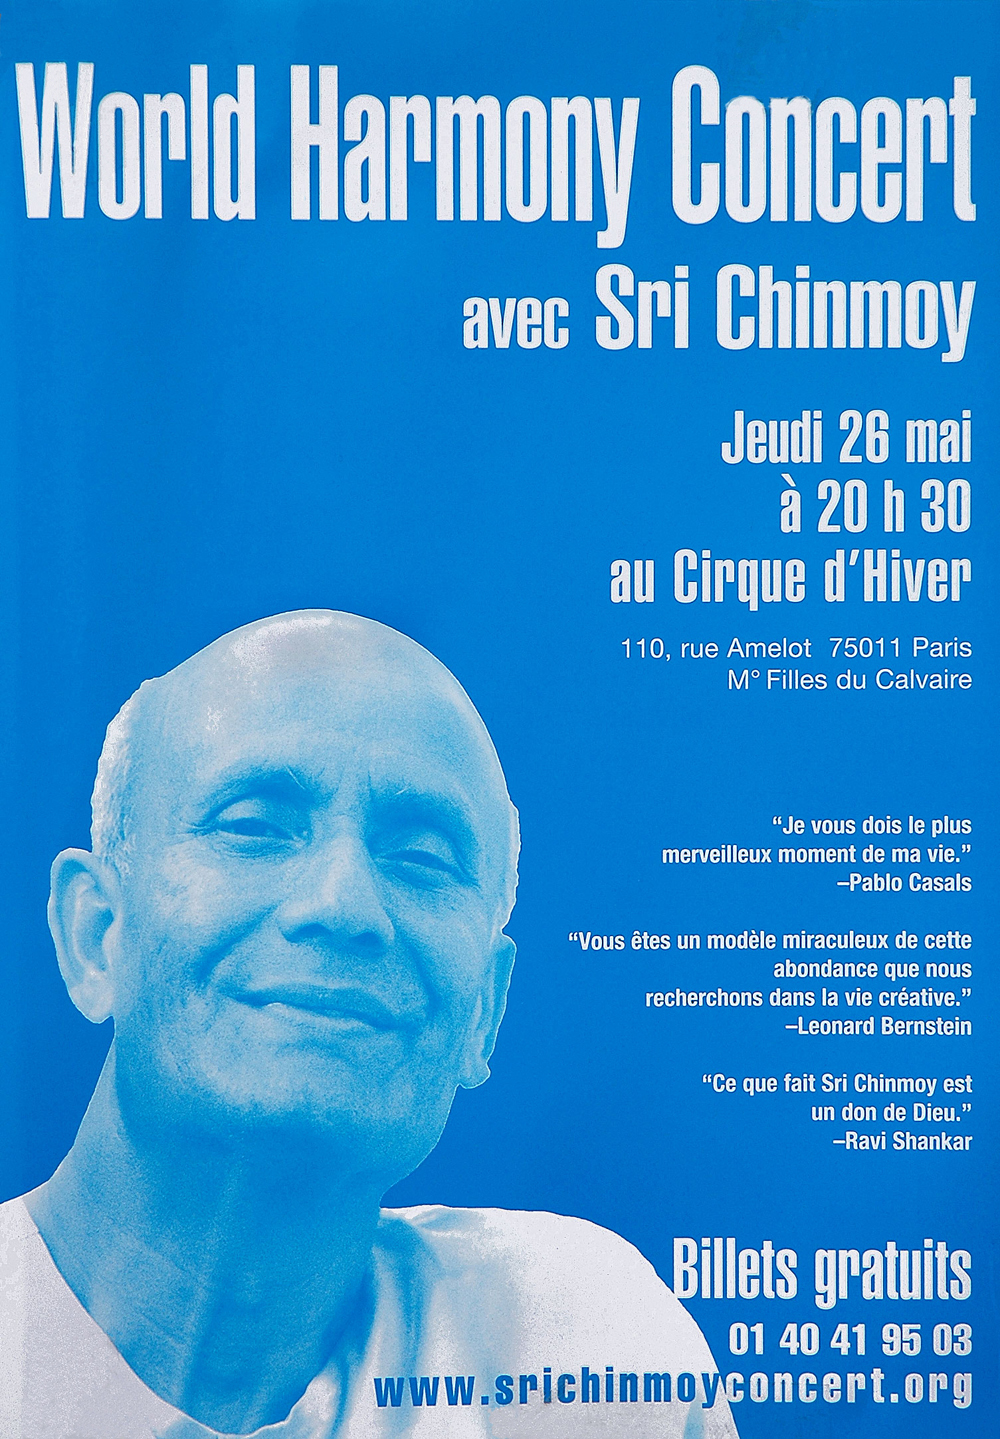 World Harmony Concert
avec Sri Chinmoy
Jeudi 26 mai
à 20 h 30
au Cirque d'Hiver
110, rue Amelot 75011 Paris
M° Filles du Calvaire
“Je vous dois le plus
merveilleux moment de ma vie.”
–Pablo Casals
“Vous êtes un modèle miraculeux de cette
abondance que nous
recherchons dans la vie créative.”
–Leonard Bernstein
“Ce que fait Sri Chinmoy est
un don de Dieu.”
–Ravi Shankar
Billets gratuits
01 40 41 95 03
www.srichinmoyconcert.org